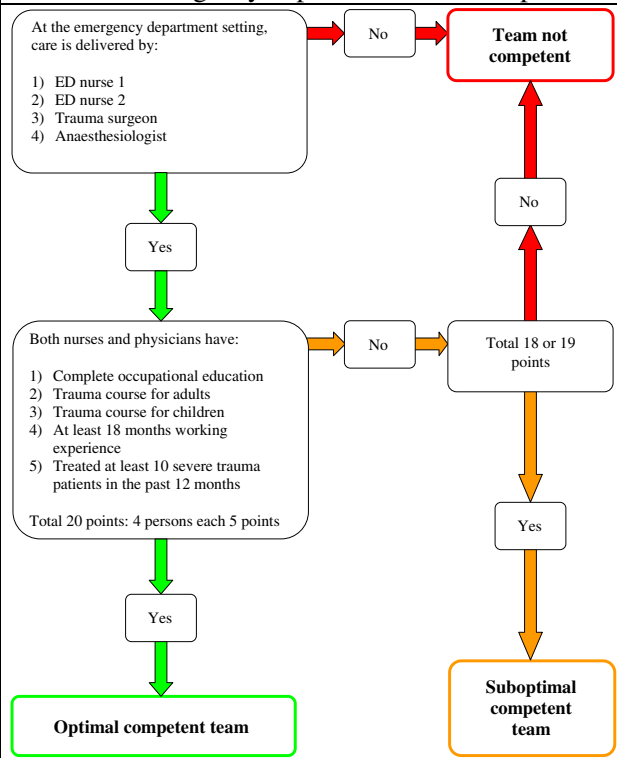 At the emergency department setting,
care is delivered by:
1) ED nurse 1
2) ED nurse 2
3) Trauma surgeon
4) Anaesthesiologist
No
Team not
competent
No
Yes
Both nurses and physicians have:
1) Complete occupational education
2) Trauma course for adults
3) Trauma course for children
4) At least 18 months working
experience
5) Treated at least 10 severe trauma
patients in the past 12 months
Total 20 points: 4 persons each 5 points
No
Total 18 or 19
points
Yes
Yes
Optimal competent team
Suboptimal
competent
team